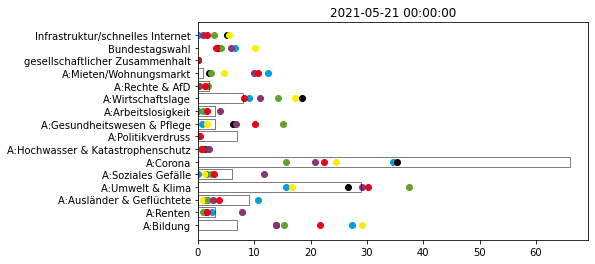 2021-05-21 00:00:00
Infrastruktur/schnelles Internet
Bundestagswahl
gesellschaftlicher Zusammenhalt
A:Mieten/Wohnungsmarkt
A:Rechte & AfD
A:Wirtschaftslage
A:Arbeitslosigkeit
A:Gesundheitswesen & Pflege
A:Politikverdruss
A:Hochwasser & Katastrophenschutz
A:Corona
A:Soziales Gefälle
A:Umwelt & Klima
A:Ausländer & Geflüchtete
A:Renten
A:Bildung
0 10 20 30 40 50 60